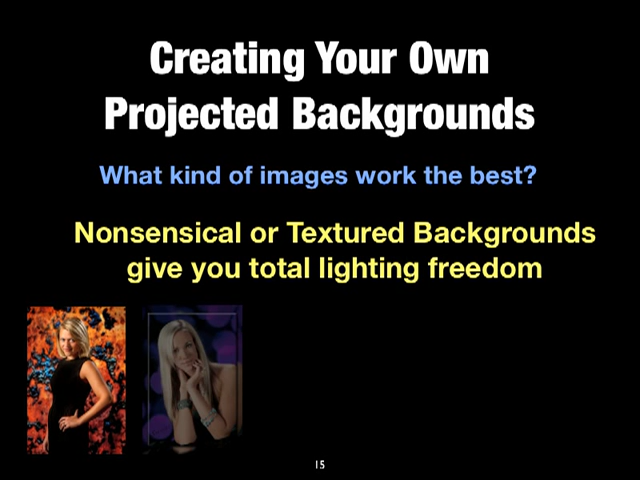 Creating Your Own
Projected Backgrounds
What kind of images work the best?
Nonsensical or Textured Backgrounds
give you total lighting freedom
15